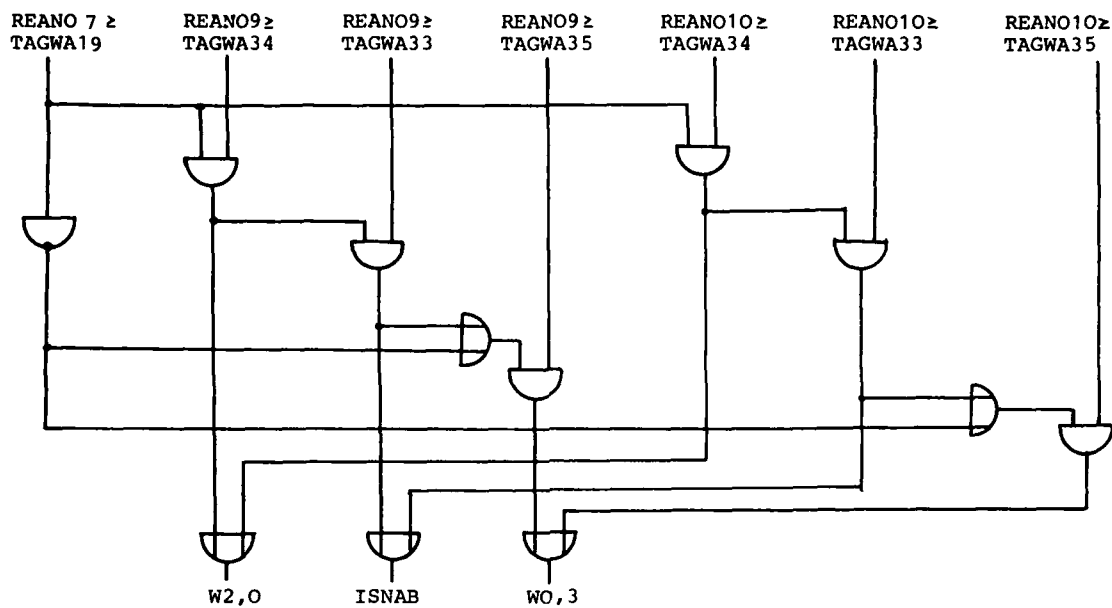 REANO 7 ≥
TAGWA19
REANO9≥
TAGWA34
REANO9≥
TAGWA33
REANO9≥
TAGWA35
REANO10≥
TAGWA34
REANO10≥
TAGWA33
REANO10≥
TAGWA35
W2,O
ISNAB
WO,3